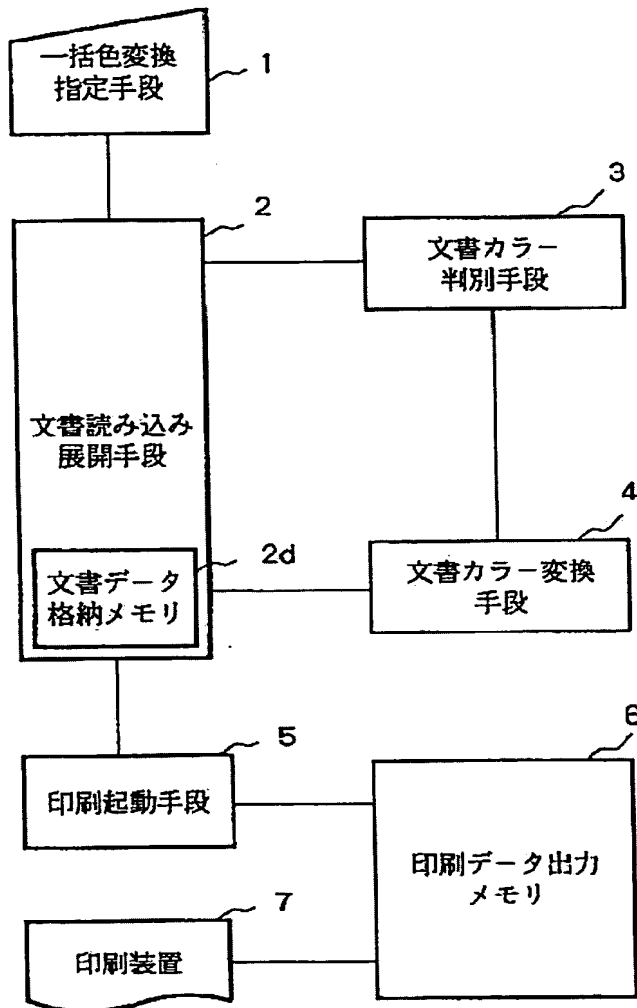 一括色変換
指定手段
1
2
3
文書カラー
判別手段
文書読み込み
展開手段
4
2d
文書データ
格納メモリ
文書カラー変換
手段
5
6
印刷起動手段
印刷データ出力
メモリ
7
印刷装置